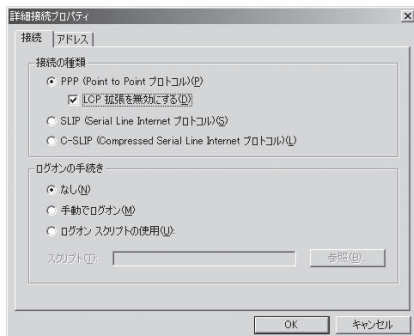 詳細接続プロパティ
接続
アドレス
接続の種類
PPP (Point to Point プロトコル)(P)
LCP 拡張を無効にする(D)
SLIP (Serial Line Internet プロトコル)(S)
C-SLIP (Compressed Serial Line Internet プロトコル)(L)
ログオンの手続き
なし(N)
手動でログオン(M)
ログオン スクリプトの使用(U):
スクリプト(T):
参照(B)...
OK
キャンセル